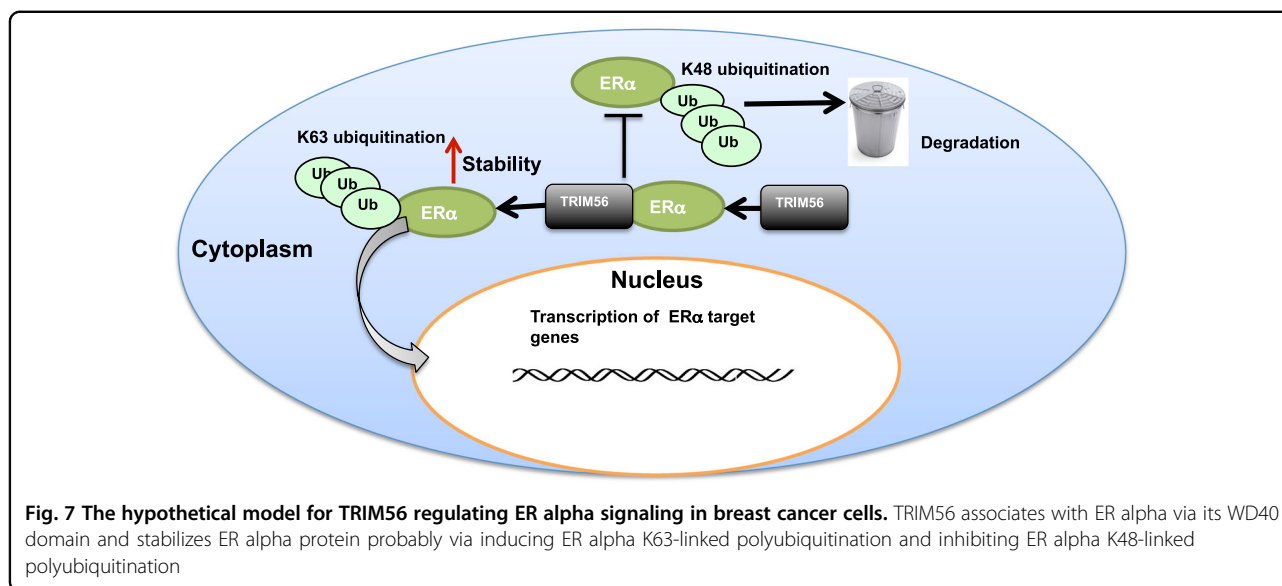 K48 ubiquitination
ERα
Ub
Ub
Ub
Degradation
K63 ubiquitination
Stability
Ub
Ub
Ub
ERα
TRIM56
ERα
TRIM56
Cytoplasm
Nucleus
Transcription of ERα target
genes
Fig. 7 The hypothetical model for TRIM56 regulating ER alpha signaling in breast cancer cells. TRIM56 associates with ER alpha via its WD40
domain and stabilizes ER alpha protein probably via inducing ER alpha K63-linked polyubiquitination and inhibiting ER alpha K48-linked
polyubiquitination